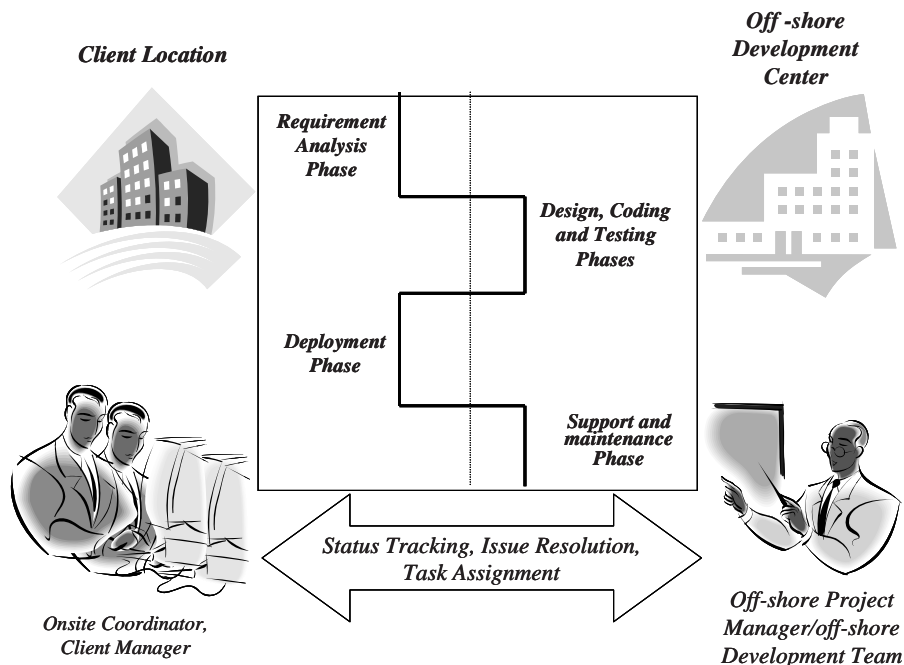 Client Location
Off -shore
Development
Center
Requirement
Analysis
Phase
Design, Coding
and Testing
Phases
Deployment
Phase
Support and
maintenance
Phase
Status Tracking, Issue Resolution,
Task Assignment
Onsite Coordinator,
Client Manager
Off-shore Project
Manager/off-shore
Development Team